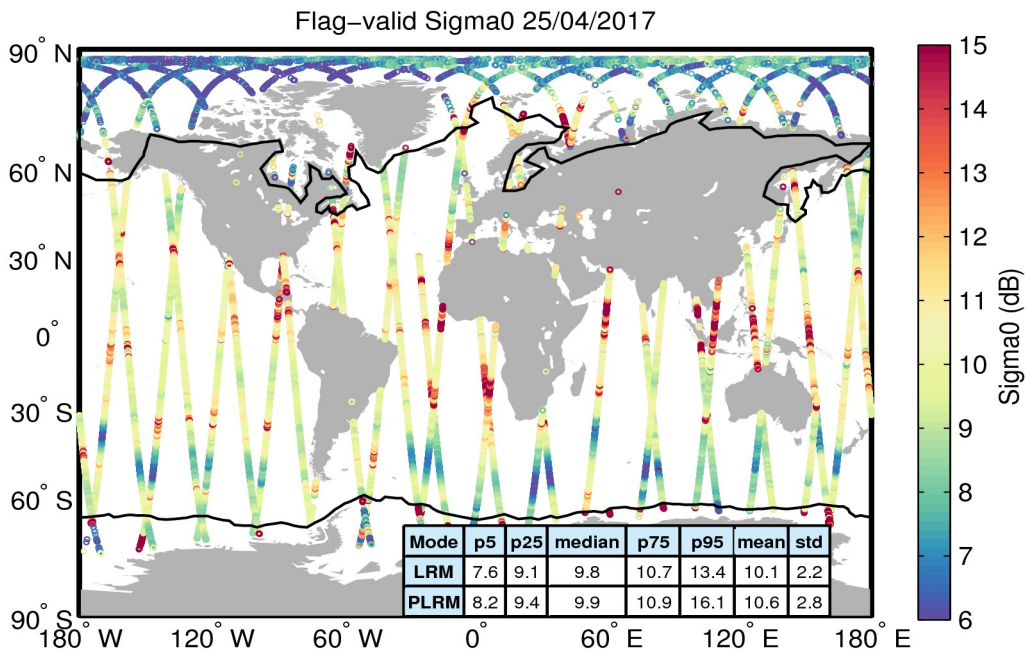 Flag−valid Sigma0 25/04/2017
90° N
60° N
30° N
0°
30° S
60° S
90° S
180° W
120° W
60° W
0°
60° E
120° E
180° E
Mode p5 p25 median p75 p95 mean std
LRM 7.6 9.1 9.8 10.7 13.4 10.1 2.2
PLRM 8.2 9.4 9.9 10.9 16.1 10.6 2.8
15
14
13
12
11
10
9
8
7
6
Sigma0 (dB)